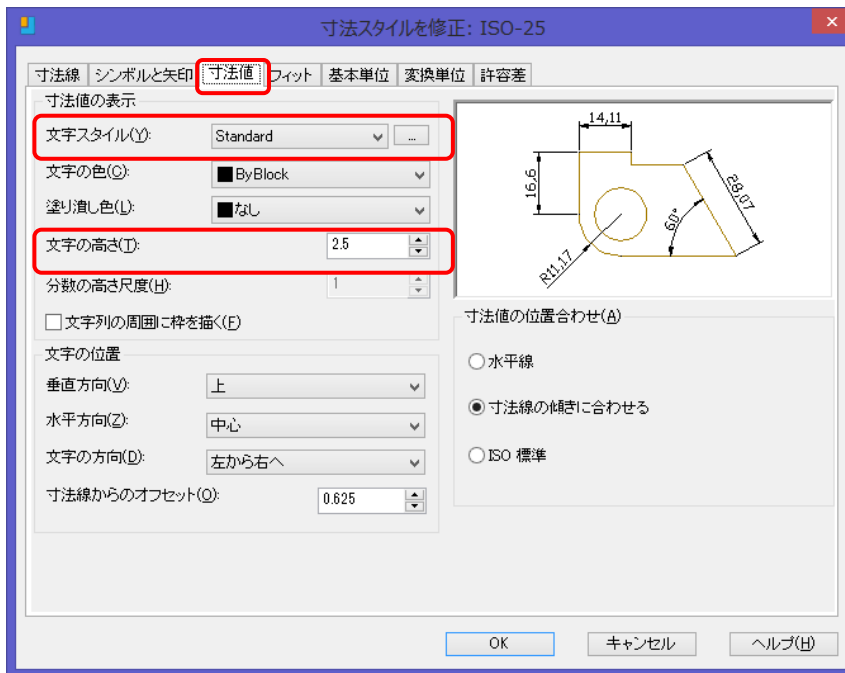 寸法スタイルを修正: ISO-25
寸法線 シンボルと矢印 寸法値 フィット 基本単位 変換単位 許容差
寸法値の表示
文字スタイル(Y): Standard ...
文字の色(C): ByBlock
塗り潰し色(L): なし
文字の高さ(T): 2.5
分数の高さ尺度(H): 1
文字列の周囲に枠を描く(F)
文字の位置
垂直方向(V): 上
水平方向(Z): 中心
文字の方向(D): 左から右へ
寸法線からのオフセット(O): 0.625
14,11
16,6
28,07
60°
R11,17
寸法値の位置合わせ(A)
水平線
寸法線の傾きに合わせる
ISO 標準
OK キャンセル ヘルプ(H)